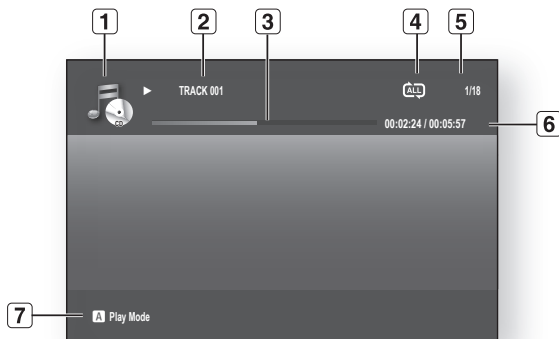 1 2 3 4 5
TRACK 001 ALL 1/18
CD
00:02:24 / 00:05:57 6
7 A Play Mode